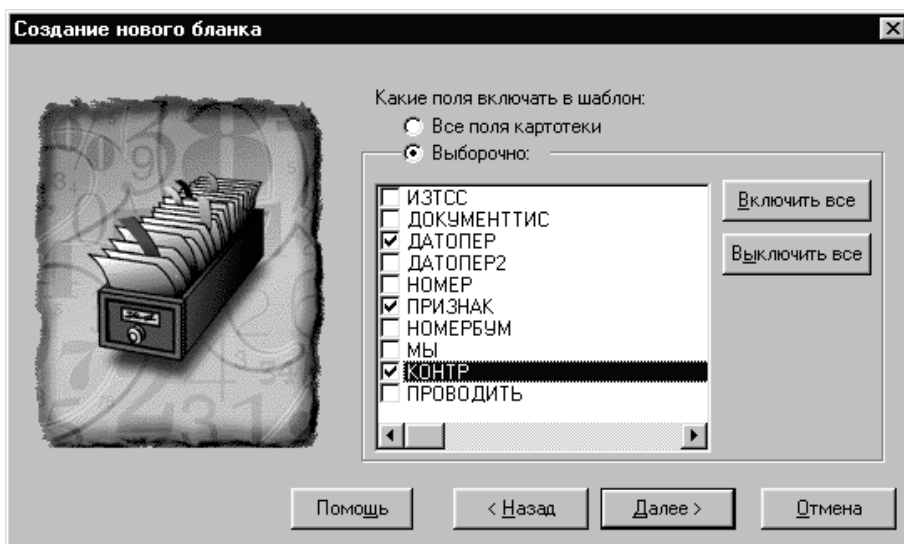 Создание нового бланка
Какие поля включать в шаблон:
Все поля картотеки
Выборочно:
ИЗТСС
ДОКУМЕНТТИС
ДАТОПЕР
ДАТОПЕР2
НОМЕР
ПРИЗНАК
НОМЕРБУМ
МЫ
КОНТР
ПРОВОДИТЬ
Включить все
Выключить все
Помощь
< Назад
Далее >
Отмена